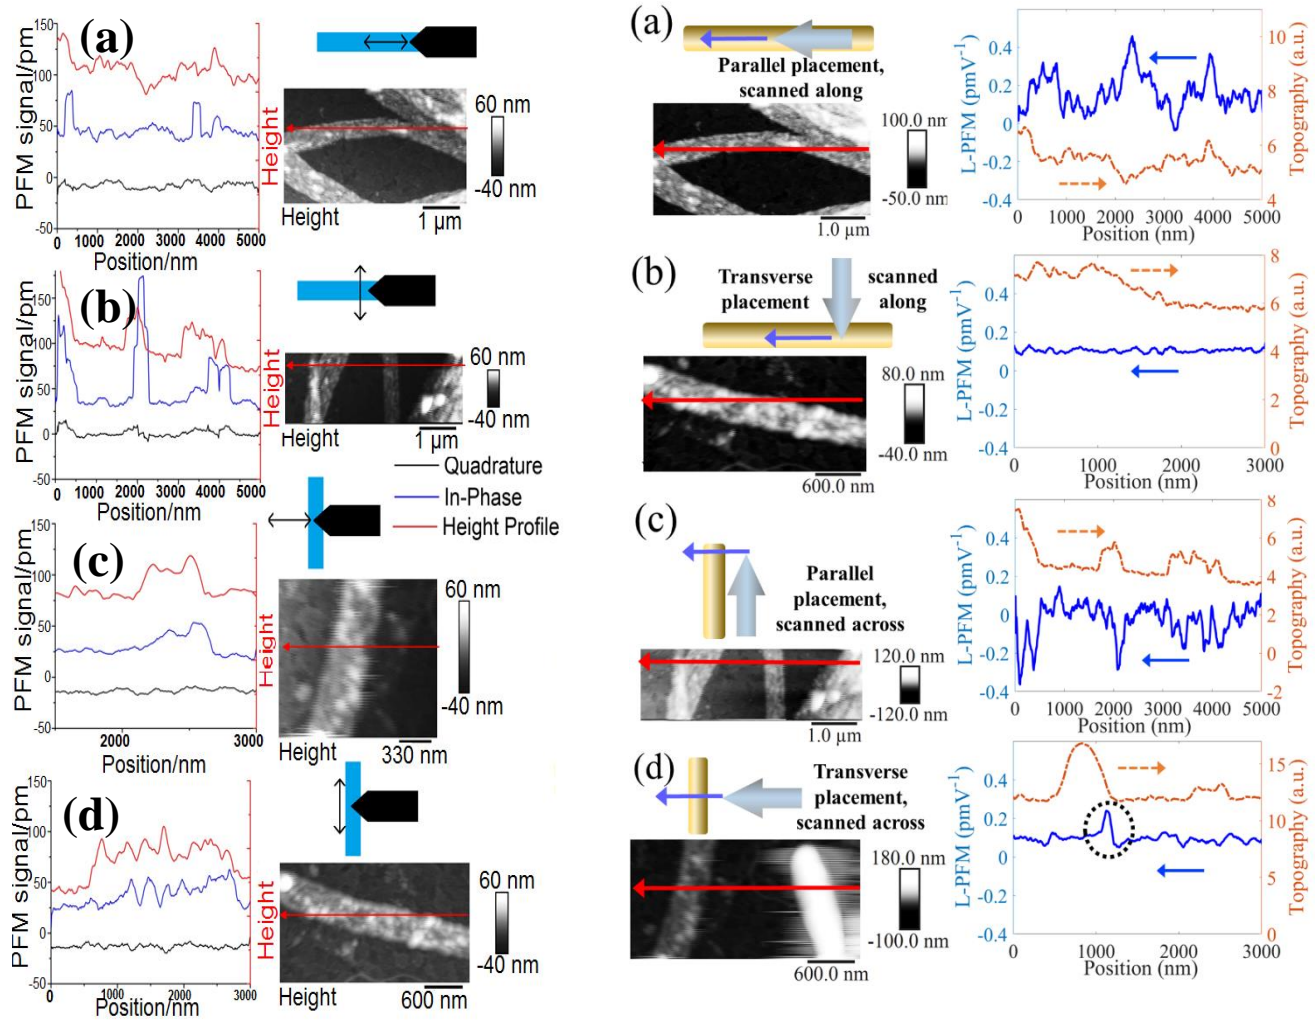 (a)
PFM signal/pm
150
100
50
0
-50
0 1000 2000 3000 4000 5000
Position/nm
Height
60 nm
-40 nm
Height
1 µm
(b)
PFM signal/pm
150
100
50
0
-50
0 1000 2000 3000 4000 5000
Position/nm
Height
60 nm
-40 nm
Height
1 µm
Quadrature
In-Phase
Height Profile
(c)
PFM signal/pm
150
100
50
0
-50
2000 3000
Position/nm
Height
60 nm
-40 nm
Height
330 nm
(d)
PFM signal/pm
150
100
50
0
-50
0 1000 2000 3000
Position/nm
Height
60 nm
-40 nm
Height
600 nm
(a)
Parallel placement,
scanned along
100.0 nm
-50.0 nm
1.0 µm
L-PFM (pmV⁻¹)
0.4
0.2
0
-0.2
-0.4
0 1000 2000 3000 4000 5000
Position (nm)
10
8
6
4
Topography (a.u.)
(b)
Transverse scanned
placement along
80.0 nm
-40.0 nm
600.0 nm
L-PFM (pmV⁻¹)
0.4
0.2
0
-0.2
-0.4
0 1000 2000 3000
Position (nm)
8
6
4
2
0
Topography (a.u.)
(c)
Parallel
placement,
scanned across
120.0 nm
-120.0 nm
1.0 µm
L-PFM (pmV⁻¹)
0.4
0.2
0
-0.2
-0.4
0 1000 2000 3000 4000 5000
Position (nm)
8
6
4
2
0
-2
Topography (a.u.)
(d)
Transverse
placement,
scanned across
180.0 nm
-100.0 nm
600.0 nm
L-PFM (pmV⁻¹)
0.4
0.2
0
-0.2
-0.4
0 1000 2000 3000
Position (nm)
15
10
5
0
Topography (a.u.)